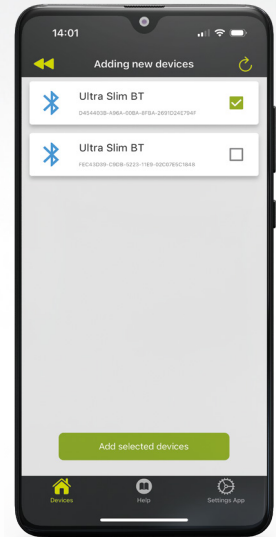 14:01
Adding new devices
Ultra Slim BT
Ultra Slim BT
Add selected devices
Devices
Help
Settings App